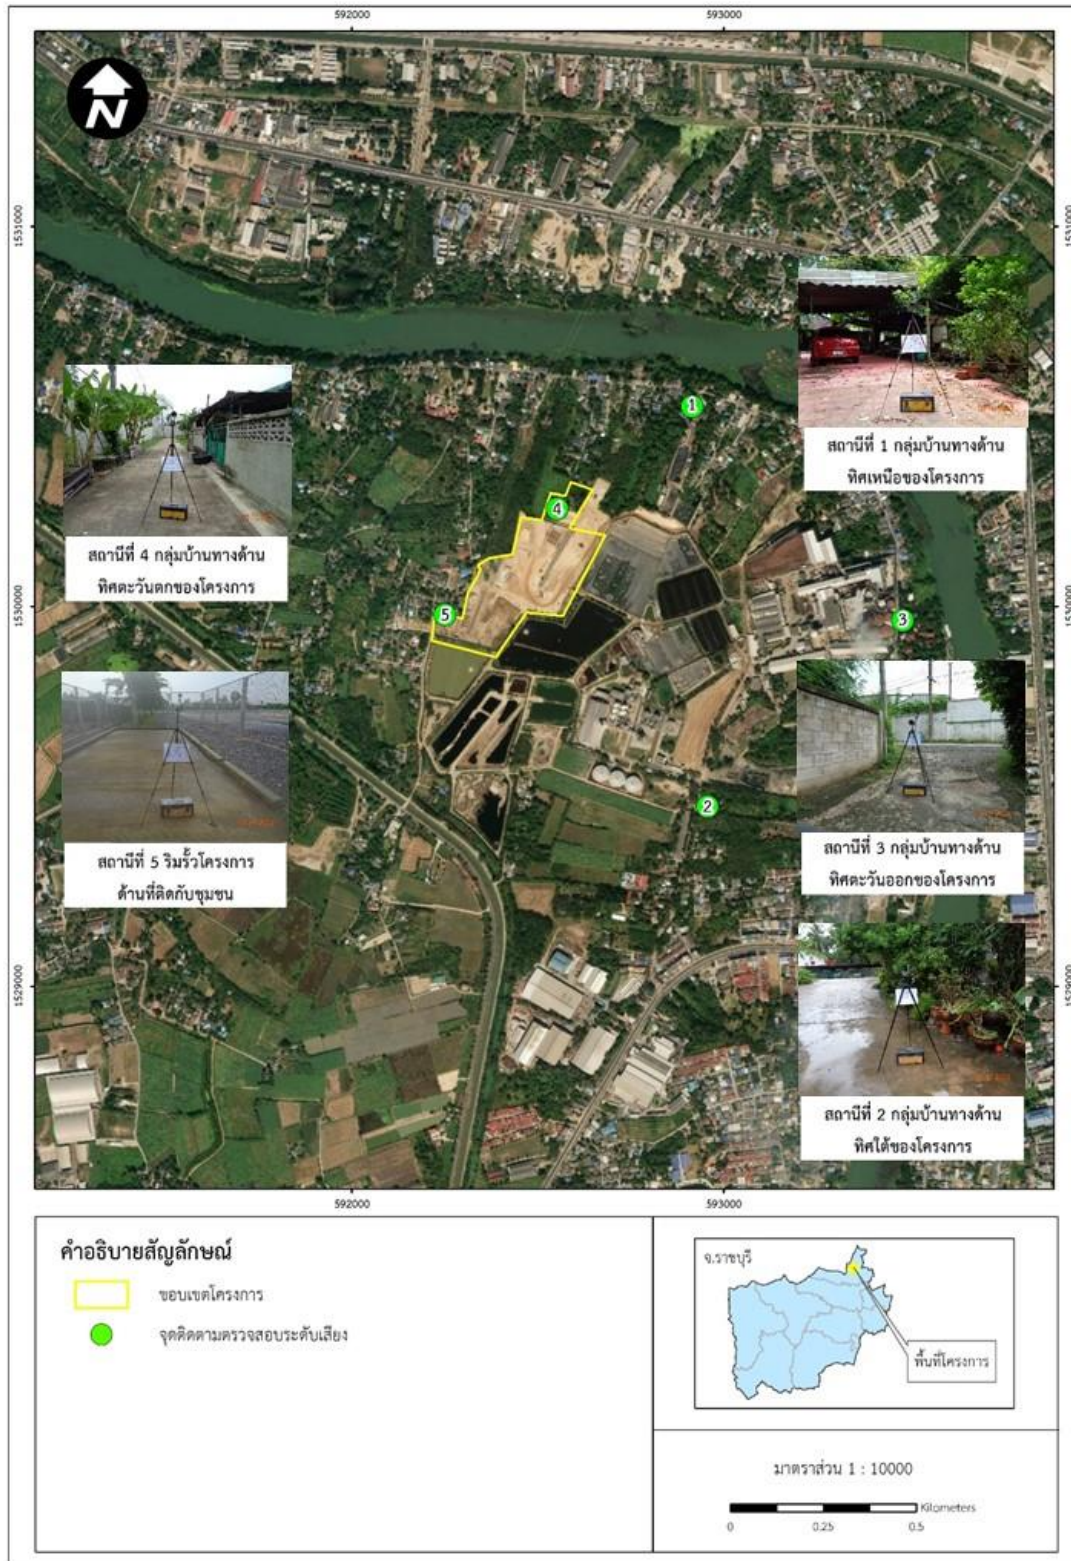 592000
593000
N
1531000
1531000
1
สถานีที่ 1 กลุ่มบ้านทางด้าน
ทิศเหนือของโครงการ
4
สถานีที่ 4 กลุ่มบ้านทางด้าน
ทิศตะวันตกของโครงการ
1530000
1530000
5
3
2
สถานีที่ 5 ริมรั้วโครงการ
ด้านที่ติดกับชุมชน
สถานีที่ 3 กลุ่มบ้านทางด้าน
ทิศตะวันออกของโครงการ
1529000
1529000
สถานีที่ 2 กลุ่มบ้านทางด้าน
ทิศใต้ของโครงการ
592000
593000
คำอธิบายสัญลักษณ์
ขอบเขตโครงการ
จุดติดตามตรวจสอบระดับเสียง
จ.ราชบุรี
พื้นที่โครงการ
มาตราส่วน 1 : 10000
Kilometers
0
0.25
0.5